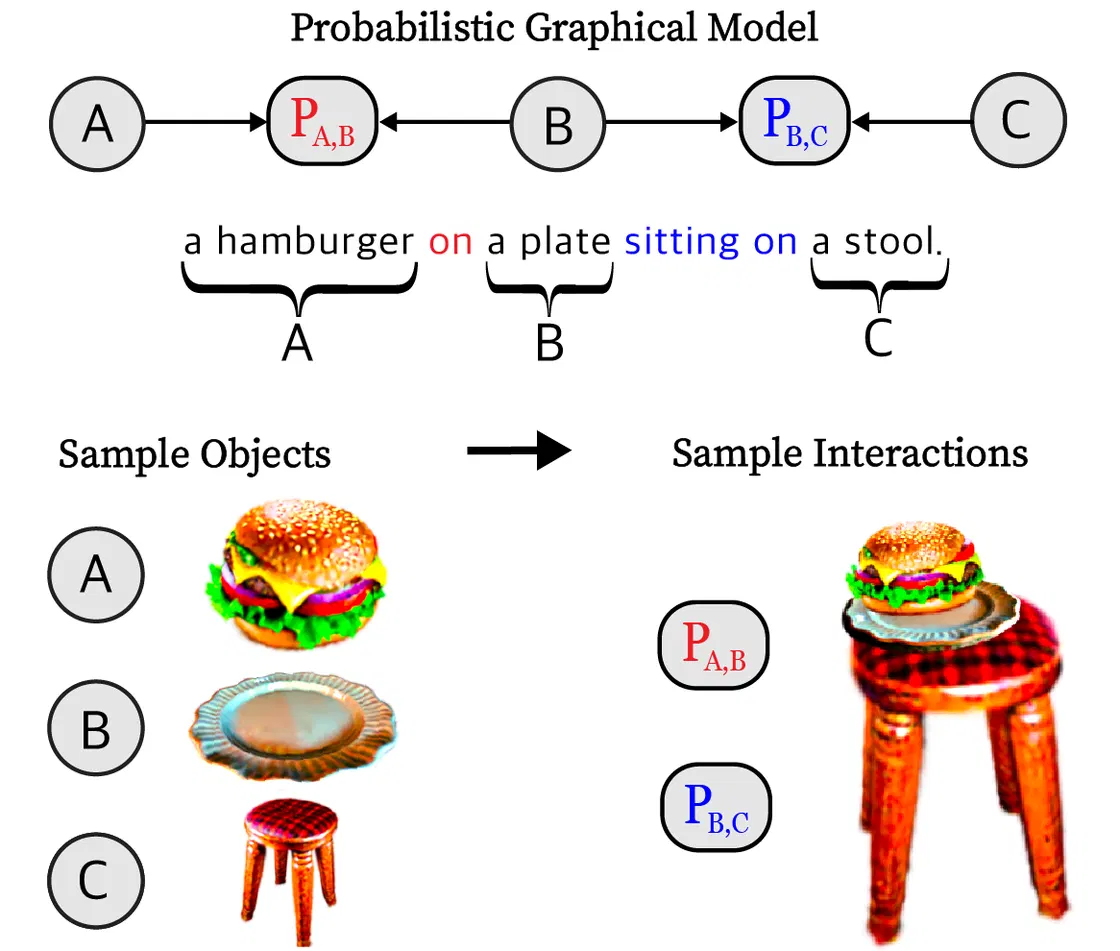 Probabilistic Graphical Model
A P_A,B B P_B,C C
a hamburger on a plate sitting on a stool.
A B C
Sample Objects Sample Interactions
A
P_A,B
B
P_B,C
C